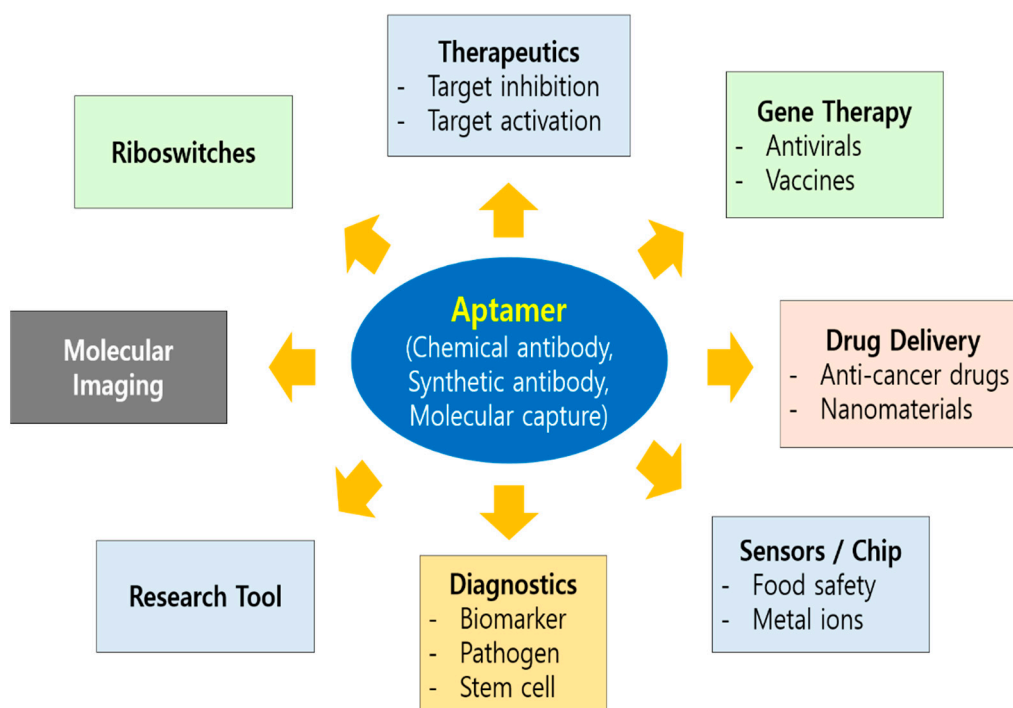 Therapeutics
- Target inhibition
- Target activation
Riboswitches
Gene Therapy
- Antivirals
- Vaccines
Aptamer
(Chemical antibody,
Synthetic antibody,
Molecular capture)
Molecular
Imaging
Drug Delivery
- Anti-cancer drugs
- Nanomaterials
Research Tool
Diagnostics
- Biomarker
- Pathogen
- Stem cell
Sensors / Chip
- Food safety
- Metal ions